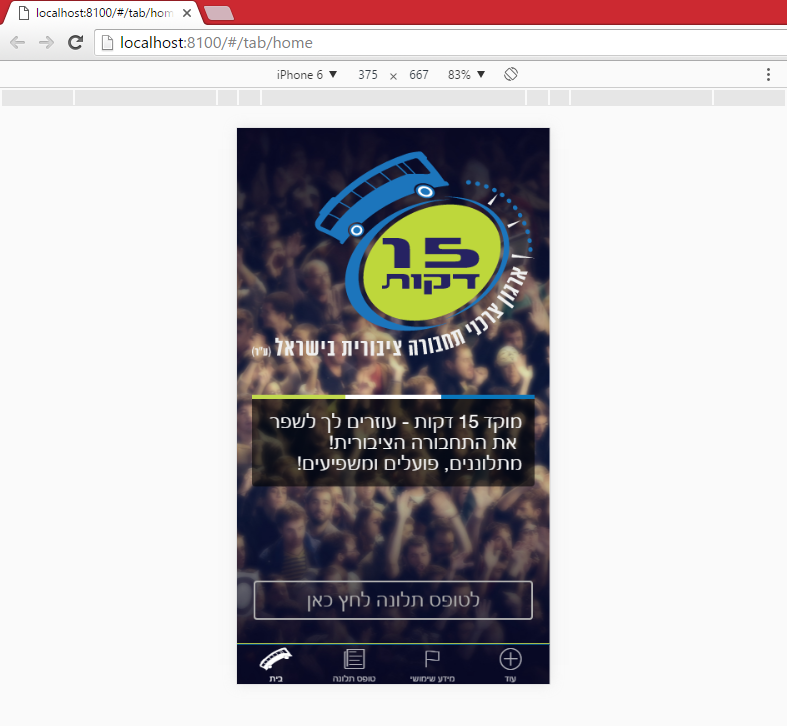 localhost:8100/#/tab/hom
localhost:8100/#/tab/home
iPhone 6 ▼ 375 × 667 83% ▼
15
דקות
ארגון צרכני תחבורה ציבורית בישראל (ע"ר)
מוקד 15 דקות - עוזרים לך לשפר
את התחבורה הציבורית!
מתלוננים, פועלים ומשפיעים!
לטופס תלונה לחץ כאן
בית
טופס תלונה
מידע שימושי
עוד